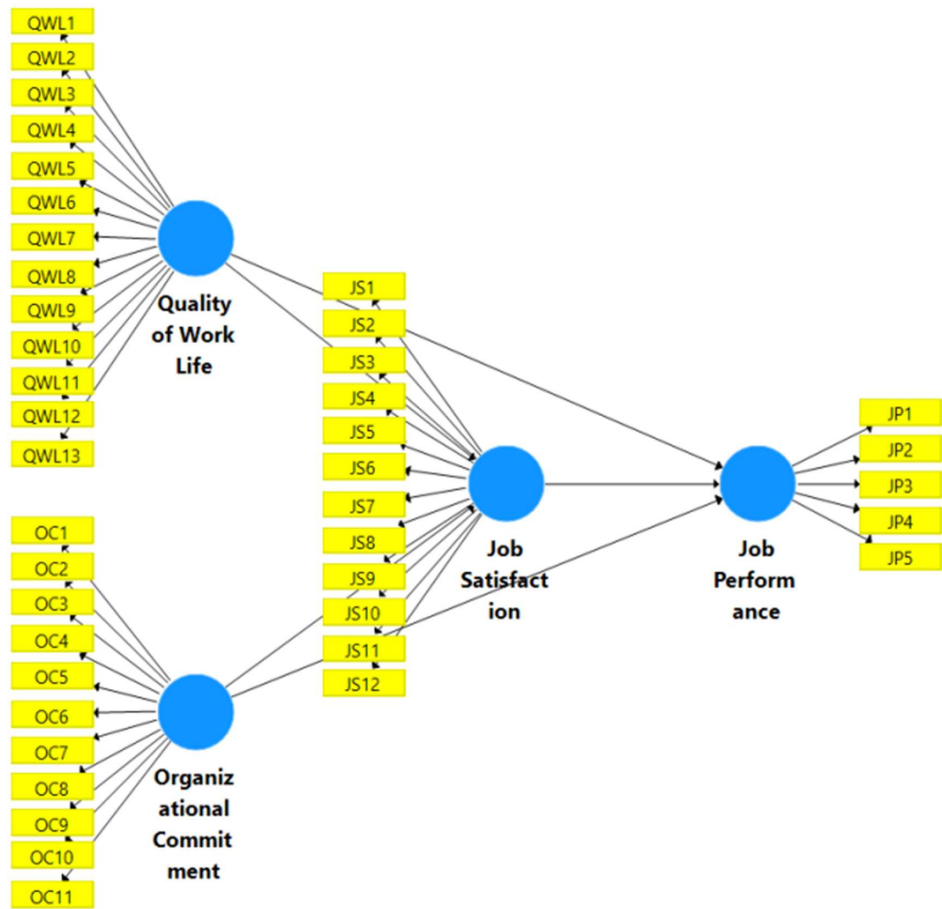 QWL1
QWL2
QWL3
QWL4
QWL5
QWL6
QWL7
QWL8
QWL9
QWL10
QWL11
QWL12
QWL13
Quality
of Work
Life
OC1
OC2
OC3
OC4
OC5
OC6
OC7
OC8
OC9
OC10
OC11
Organiz
ational
Commit
ment
JS1
JS2
JS3
JS4
JS5
JS6
JS7
JS8
JS9
JS10
JS11
JS12
Job
Satisfact
ion
Job
Perform
ance
JP1
JP2
JP3
JP4
JP5